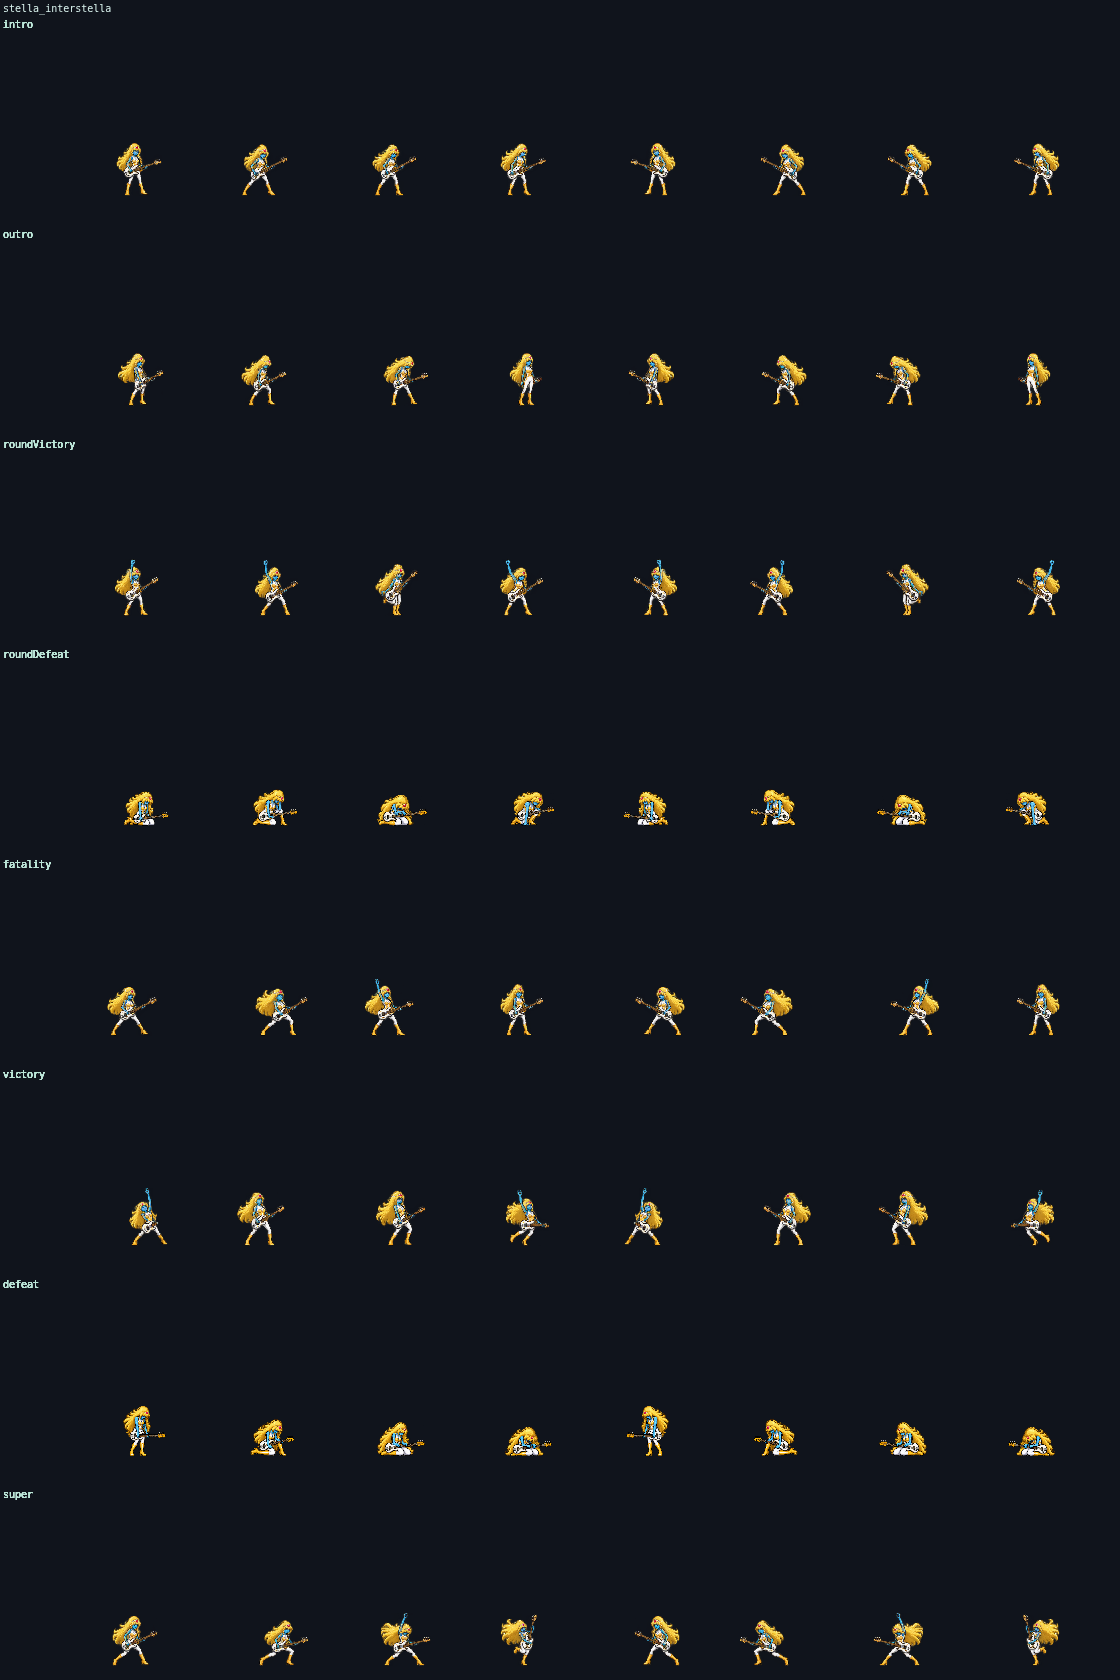 stella_interstella
intro
outro
roundVictory
roundDefeat
fatality
victory
defeat
super